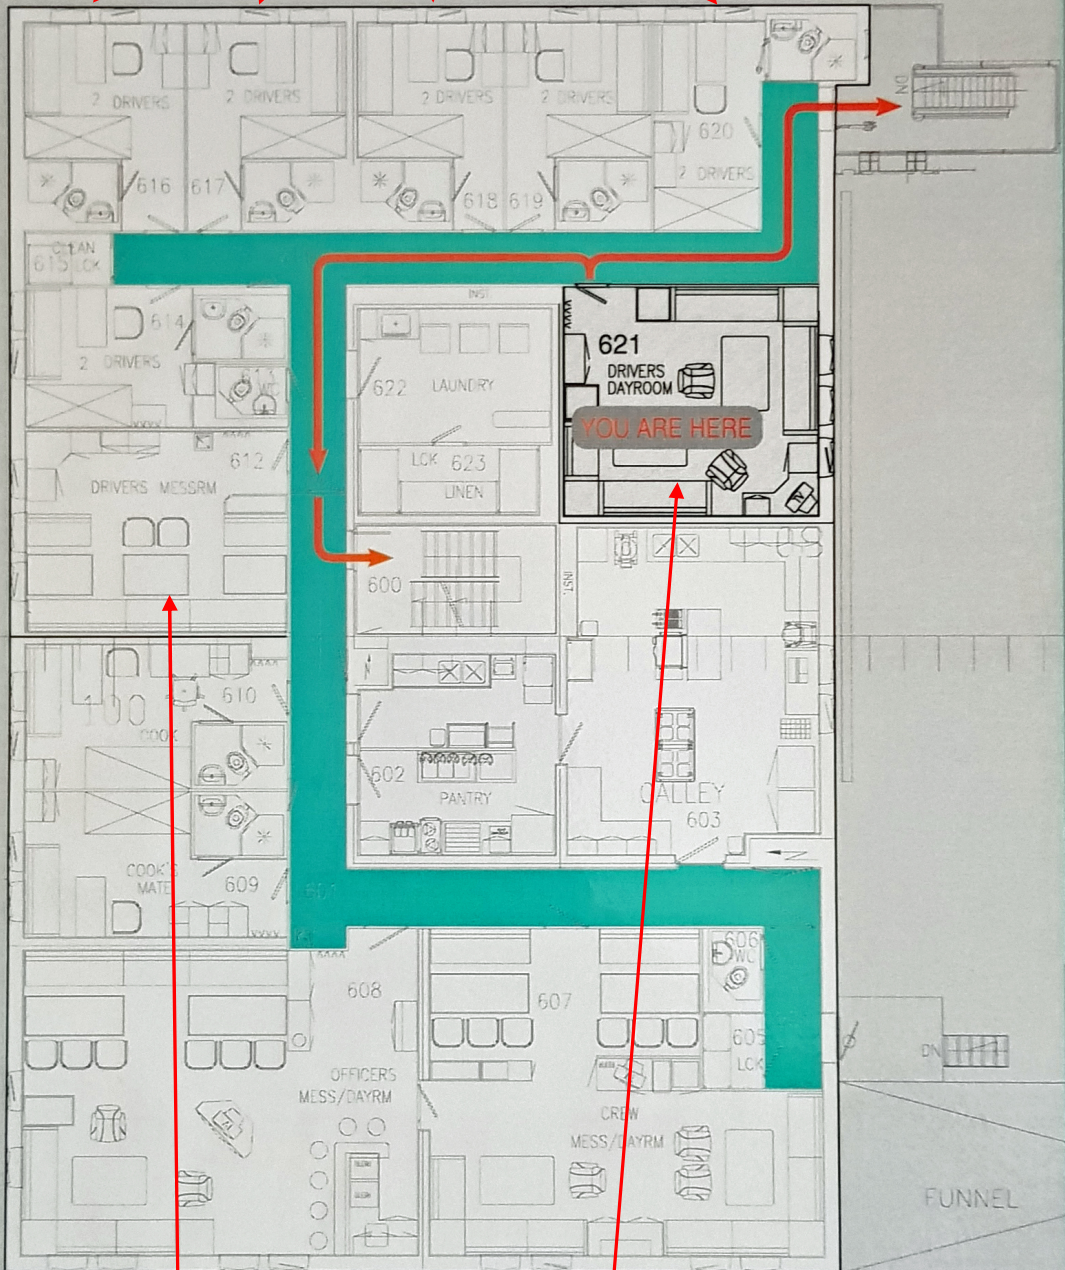 2 DRIVERS
2 DRIVERS
2 DRIVERS
2 DRIVERS
DN
620
2 DRIVERS
616
617
618
619
CLEAN
615 LCK
INST
614
2 DRIVERS
613
WC
621
DRIVERS
DAYROOM
622
LAUNDRY
YOU ARE HERE
612
LCK 623
DRIVERS MESSRM
LINEN
600
INST.
610
100
COOK
602
PANTRY
GALLEY
603
N
COOK'S
MATE
609
601
606
WC
608
607
605
LCK
DN
OFFICERS
MESS/DAYRM
CREW
MESS/DAYRM
FUNNEL